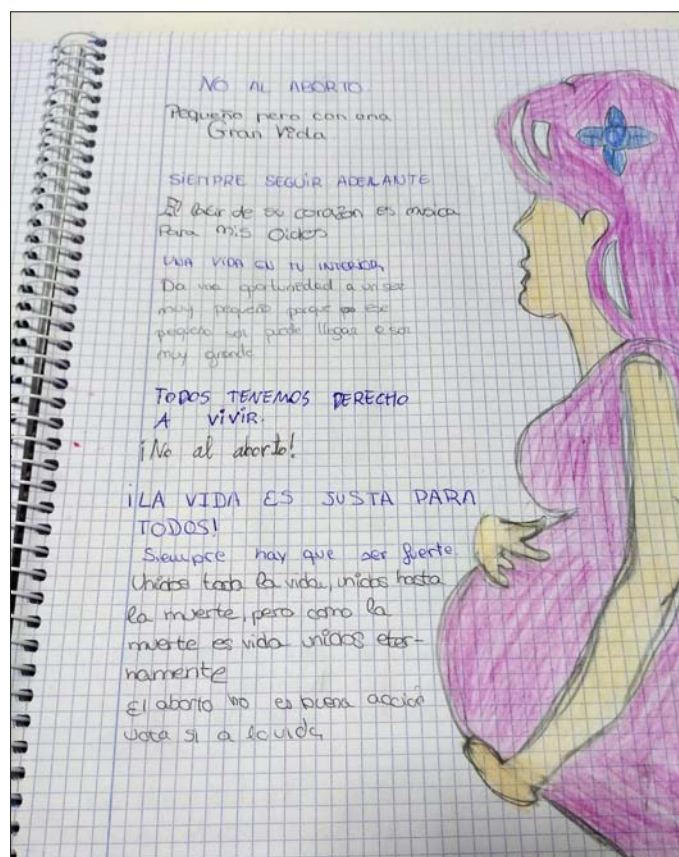 NO AL ABORTO
Pequeño pero con una
Gran Vida
SIEMPRE SEGUIR ADELANTE
El latir de su corazón es musica
Para mis oidos
UNA VIDA EN TU INTERIOR,
Da una oportunidad a un ser
muy pequeño porque ese
pequeño ser puede llegar a ser
muy grande
TODOS TENEMOS DERECHO
A VIVIR.
¡No al aborto!
¡LA VIDA ES JUSTA PARA
TODOS!
Siempre hay que ser fuerte.
Unidos toda la vida, unidos hasta
la muerte, pero como la
muerte es vida unidos eter-
namente
El aborto no es buena acción
vota si a la vida